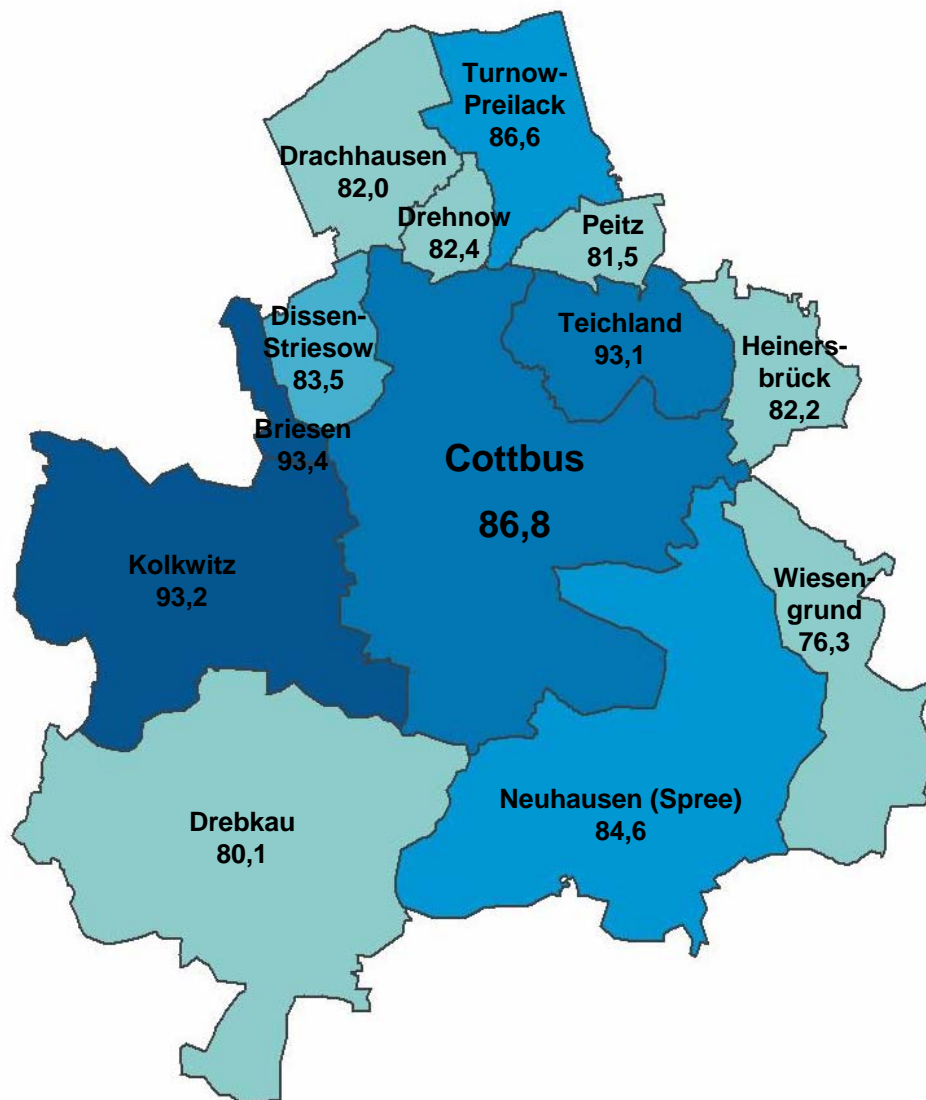 Turnow-
Preilack
86,6
Drachhausen
82,0
Drehnow
82,4
Peitz
81,5
Dissen-
Striesow
83,5
Teichland
93,1
Heiners-
brück
82,2
Briesen
93,4
Cottbus
86,8
Kolkwitz
93,2
Wiesen-
grund
76,3
Neuhausen (Spree)
84,6
Drebkau
80,1